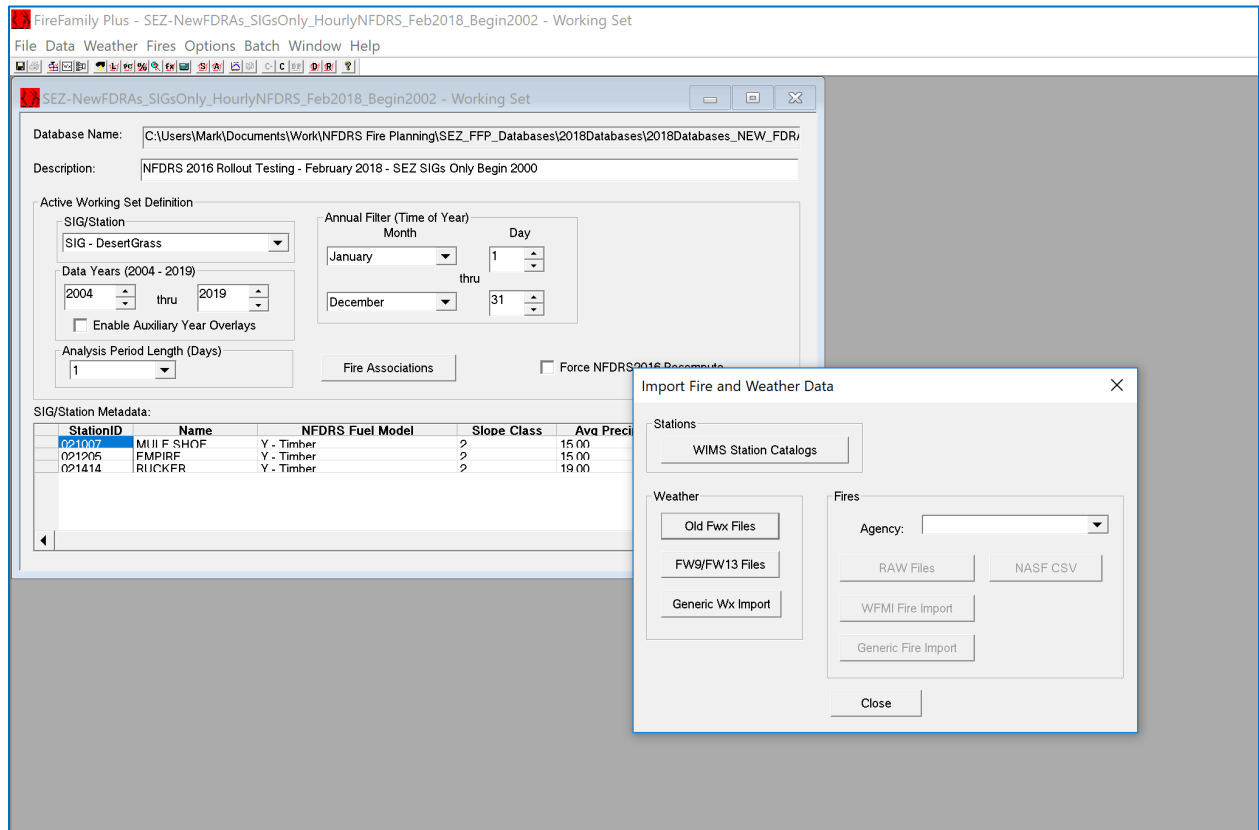 FireFamily Plus - SEZ-NewFDRAs_SIGsOnly_HourlyNFDRS_Feb2018_Begin2002 - Working Set
File Data Weather Fires Options Batch Window Help
SEZ-NewFDRAs_SIGsOnly_HourlyNFDRS_Feb2018_Begin2002 - Working Set
Database Name: C:\Users\Mark\Documents\Work\NFDRS Fire Planning\SEZ_FFP_Databases\2018Databases\2018Databases_NEW_FDRA
Description: NFDRS 2016 Rollout Testing - February 2018 - SEZ SIGs Only Begin 2000
Active Working Set Definition
SIG/Station
SIG - DesertGrass
Data Years (2004 - 2019)
2004 thru 2019
Enable Auxiliary Year Overlays
Analysis Period Length (Days)
1
Annual Filter (Time of Year)
Month Day
January 1
thru
December 31
Fire Associations
Force NFDRS2016 Recompute
SIG/Station Metadata:
StationID Name NFDRS Fuel Model Slope Class Avg Preci
021007 MULE SHOE Y - Timber 2 15.00
021205 EMPIRE Y - Timber 2 15.00
021414 RUCKER Y - Timber 2 19.00
Import Fire and Weather Data
Stations
WIMS Station Catalogs
Weather
Old Fwx Files
FW9/FW13 Files
Generic Wx Import
Fires
Agency:
RAW Files NASF CSV
WFMI Fire Import
Generic Fire Import
Close